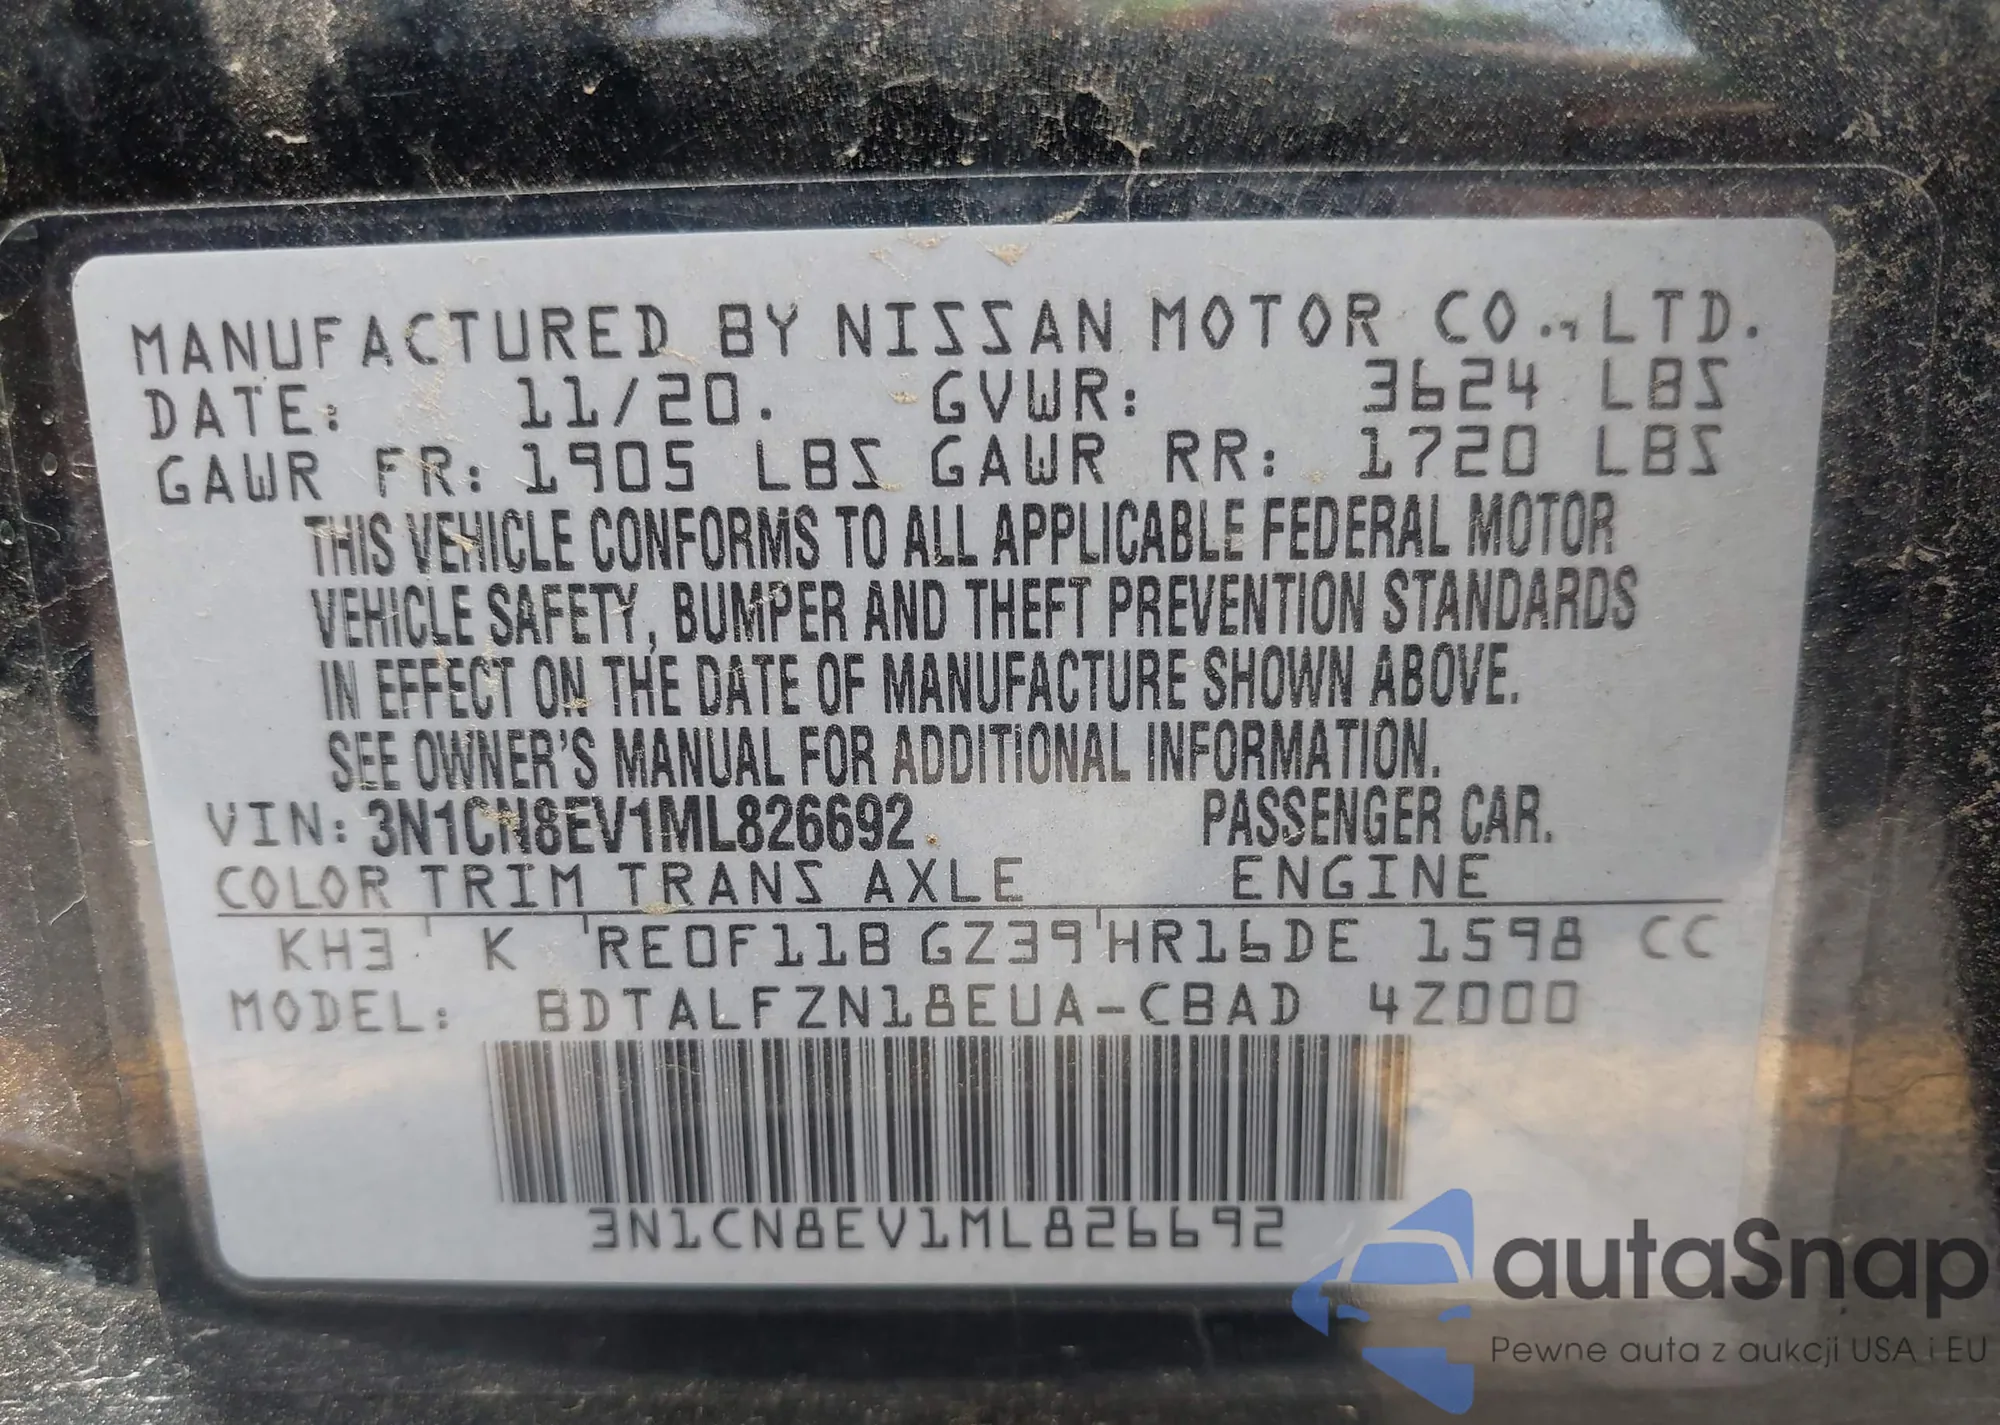 MANUFACTURED BY NISSAN MOTOR CO., LTD.
DATE: 11/20. GVWR: 3624 LBS
GAWR FR: 1905 LBS GAWR RR: 1720 LBS
THIS VEHICLE CONFORMS TO ALL APPLICABLE FEDERAL MOTOR
VEHICLE SAFETY, BUMPER AND THEFT PREVENTION STANDARDS
IN EFFECT ON THE DATE OF MANUFACTURE SHOWN ABOVE.
SEE OWNER'S MANUAL FOR ADDITIONAL INFORMATION.
VIN: 3N1CN8EV1ML826692 PASSENGER CAR.
COLOR TRIM TRANS AXLE ENGINE
KH3 K RE0F11B GZ39 HR16DE 1598 CC
MODEL: BDTALFZN18EUA-CBAD 4Z000
3N1CN8EV1ML826692
autaSnap
Pewne auta z aukcji USA i EU